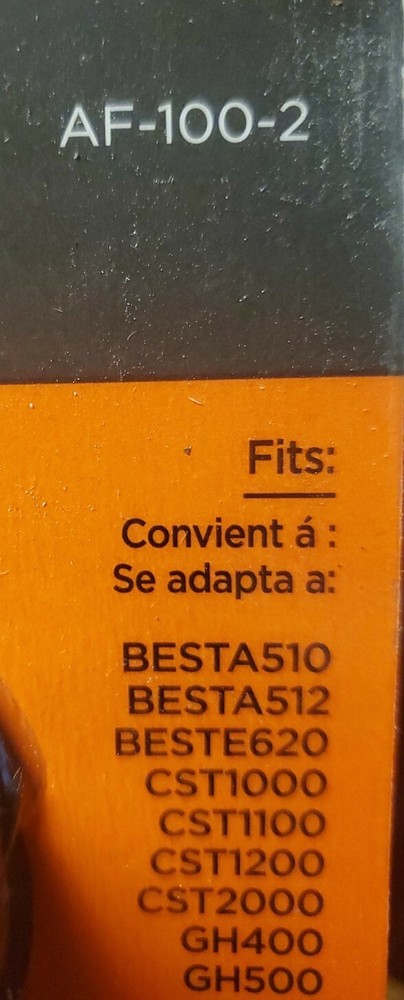 AF-100-2
Fits:
Convient á :
Se adapta a:
BESTA510
BESTA512
BESTE620
CST1000
CST1100
CST1200
CST2000
GH400
GH500